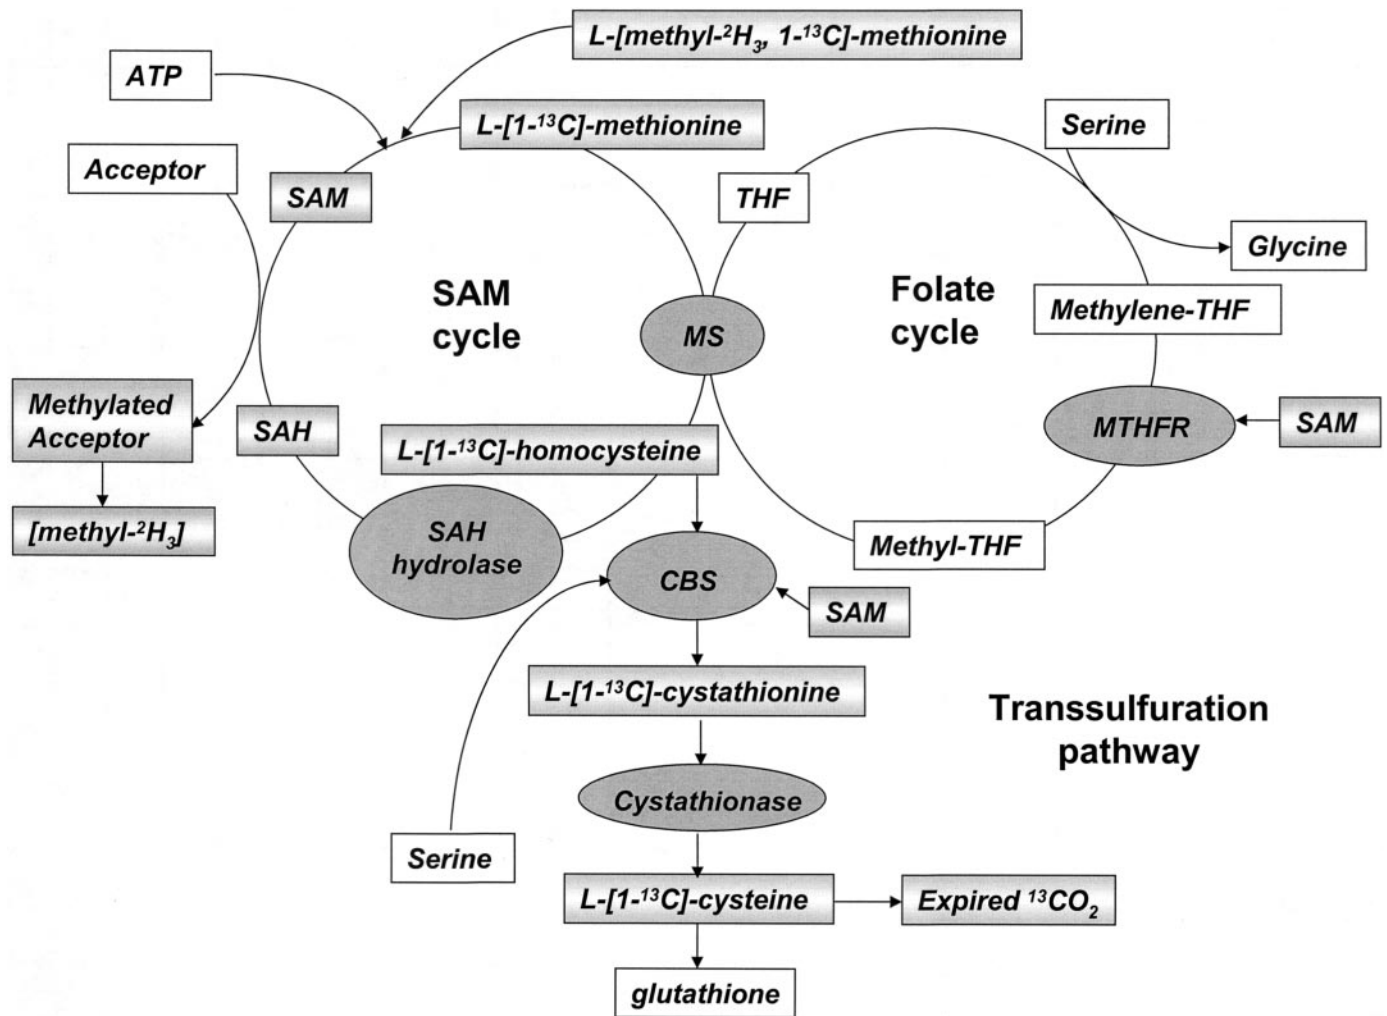 L-[methyl-²H₃, 1-¹³C]-methionine
ATP
L-[1-¹³C]-methionine
Serine
Acceptor
SAM
THF
Glycine
SAM
cycle
Folate
cycle
Methylene-THF
MS
Methylated
Acceptor
SAH
MTHFR
SAM
L-[1-¹³C]-homocysteine
[methyl-²H₃]
SAH
hydrolase
Methyl-THF
CBS
SAM
L-[1-¹³C]-cystathionine
Transsulfuration
pathway
Cystathionase
Serine
L-[1-¹³C]-cysteine
Expired ¹³CO₂
glutathione